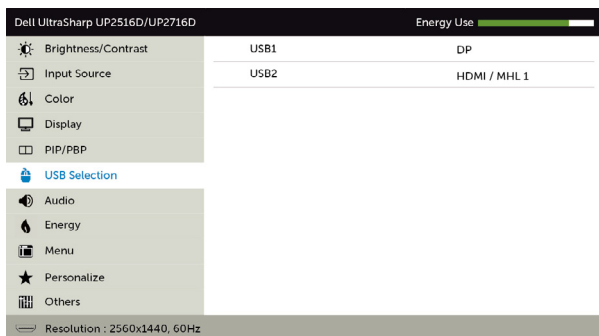 Dell UltraSharp UP2516D/UP2716D Energy Use
Brightness/Contrast USB1 DP
Input Source USB2 HDMI / MHL 1
Color
Display
PIP/PBP
USB Selection
Audio
Energy
Menu
Personalize
Others
Resolution : 2560x1440, 60Hz